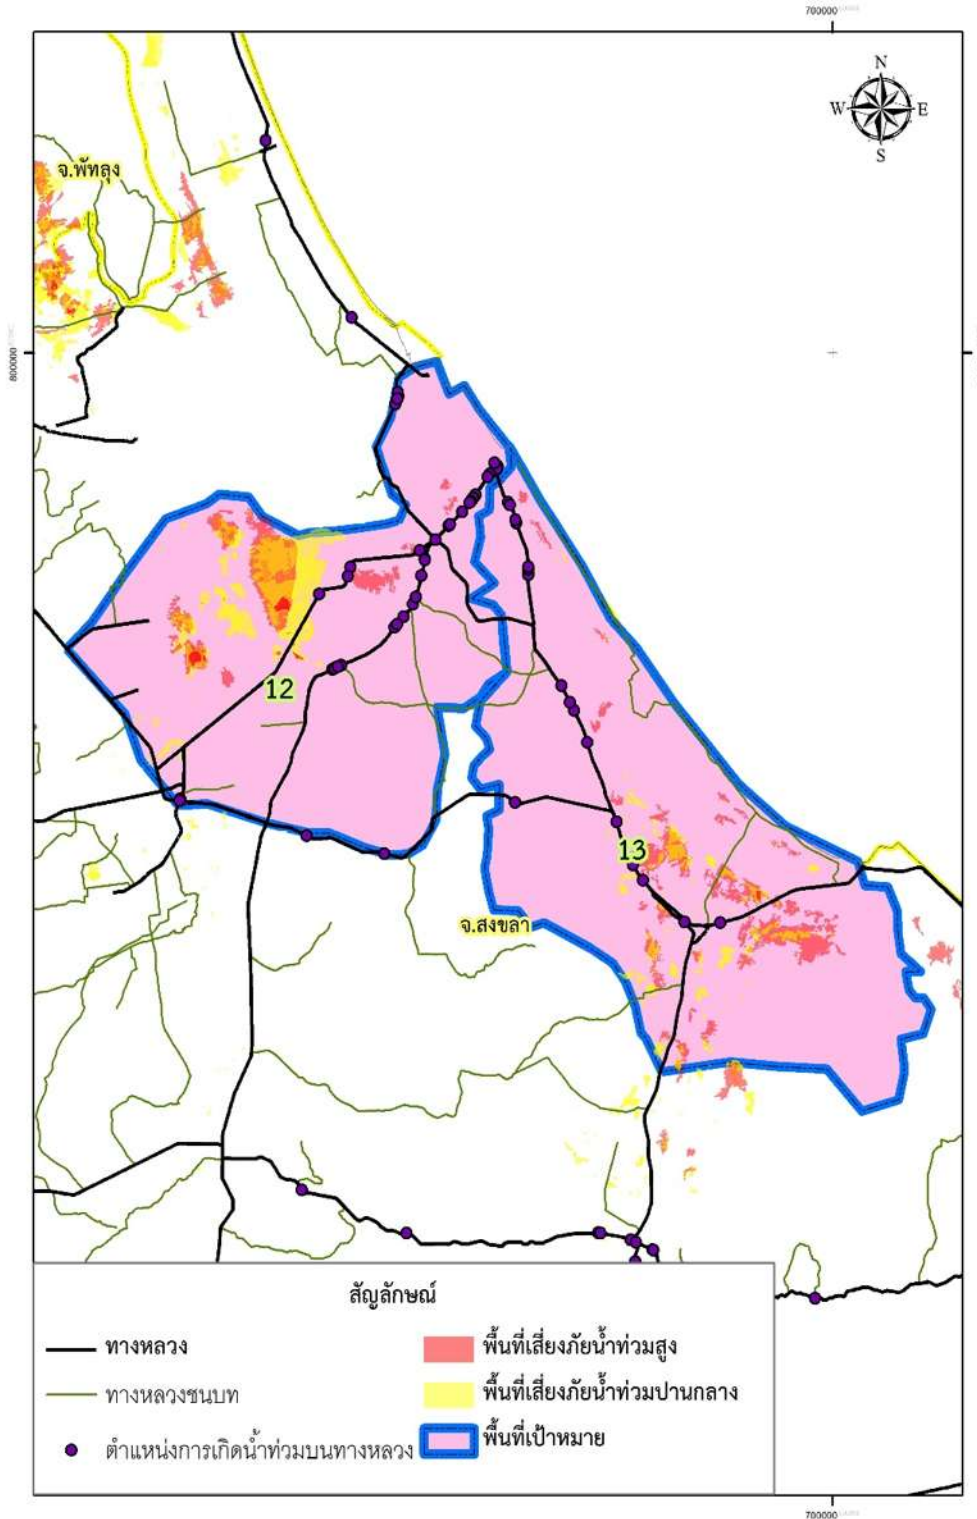 700000
N
W E
S
จ.พัทลุง
800000
12
13
จ.สงขลา
สัญลักษณ์
ทางหลวง
ทางหลวงชนบท
ตำแหน่งการเกิดน้ำท่วมบนทางหลวง
พื้นที่เสี่ยงภัยน้ำท่วมสูง
พื้นที่เสี่ยงภัยน้ำท่วมปานกลาง
พื้นที่เป้าหมาย
700000